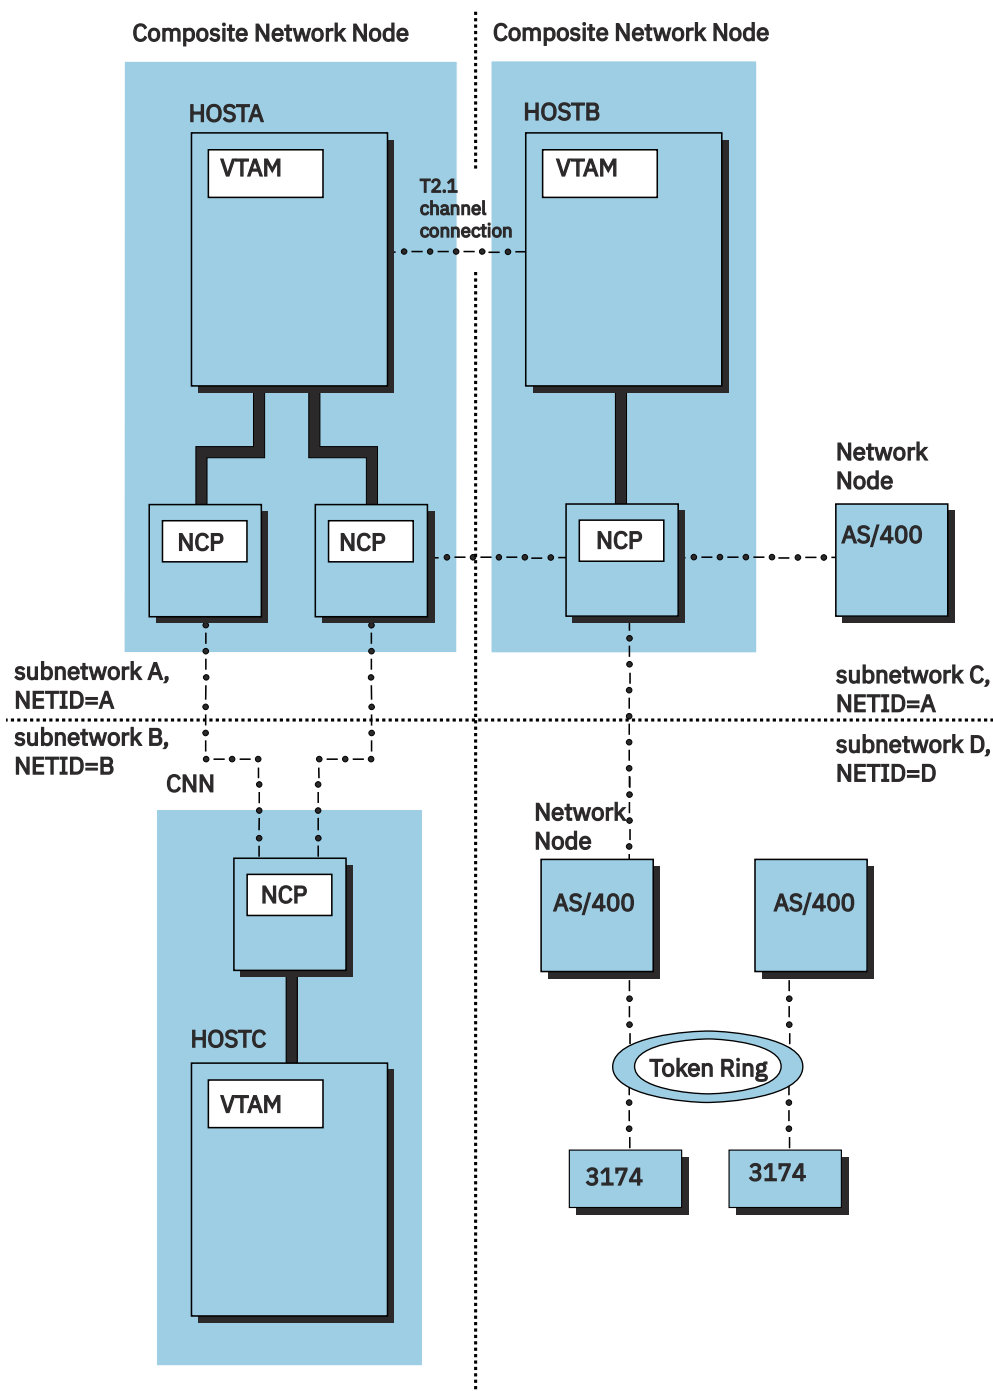 Composite Network Node
Composite Network Node
HOSTA
VTAM
HOSTB
VTAM
T2.1
channel
connection
NCP
NCP
NCP
Network
Node
AS/400
subnetwork A,
NETID=A
subnetwork C,
NETID=A
subnetwork B,
NETID=B
subnetwork D,
NETID=D
CNN
NCP
HOSTC
VTAM
Network
Node
AS/400
AS/400
Token Ring
3174
3174